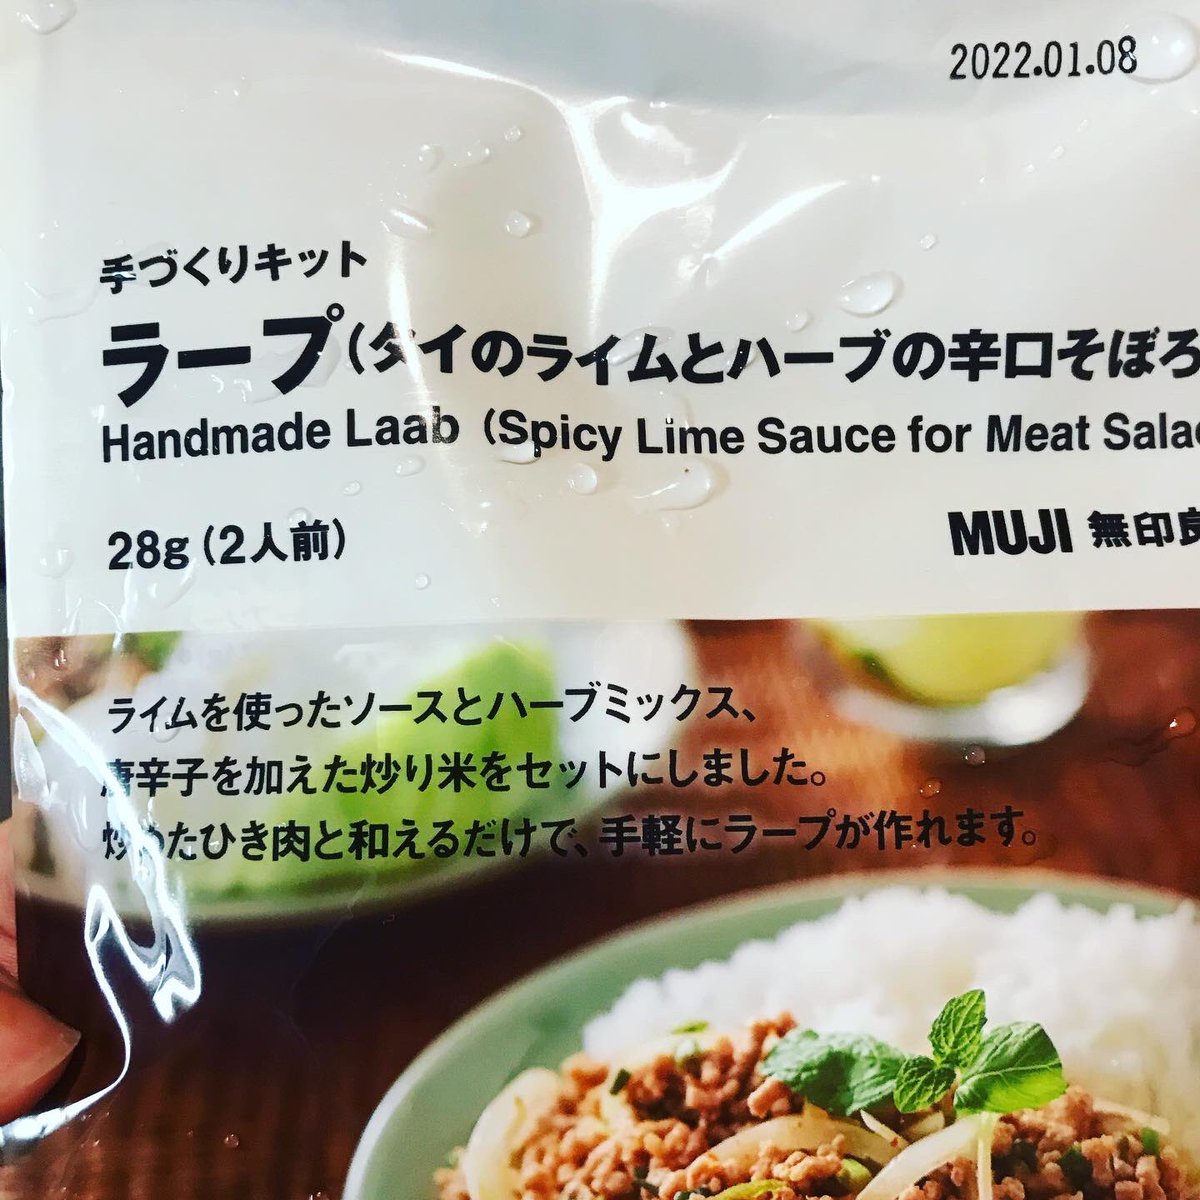 2022.01.08
手づくりキット
ラープ(タイのライムとハーブの辛口そぼろ
Handmade Laab (Spicy Lime Sauce for Meat Salad
28g(2人前)
MUJI 無印良
ライムを使ったソースとハーブミックス、
唐辛子を加えた炒り米をセットにしました。
炒めたひき肉と和えるだけで、手軽にラープが作れます。